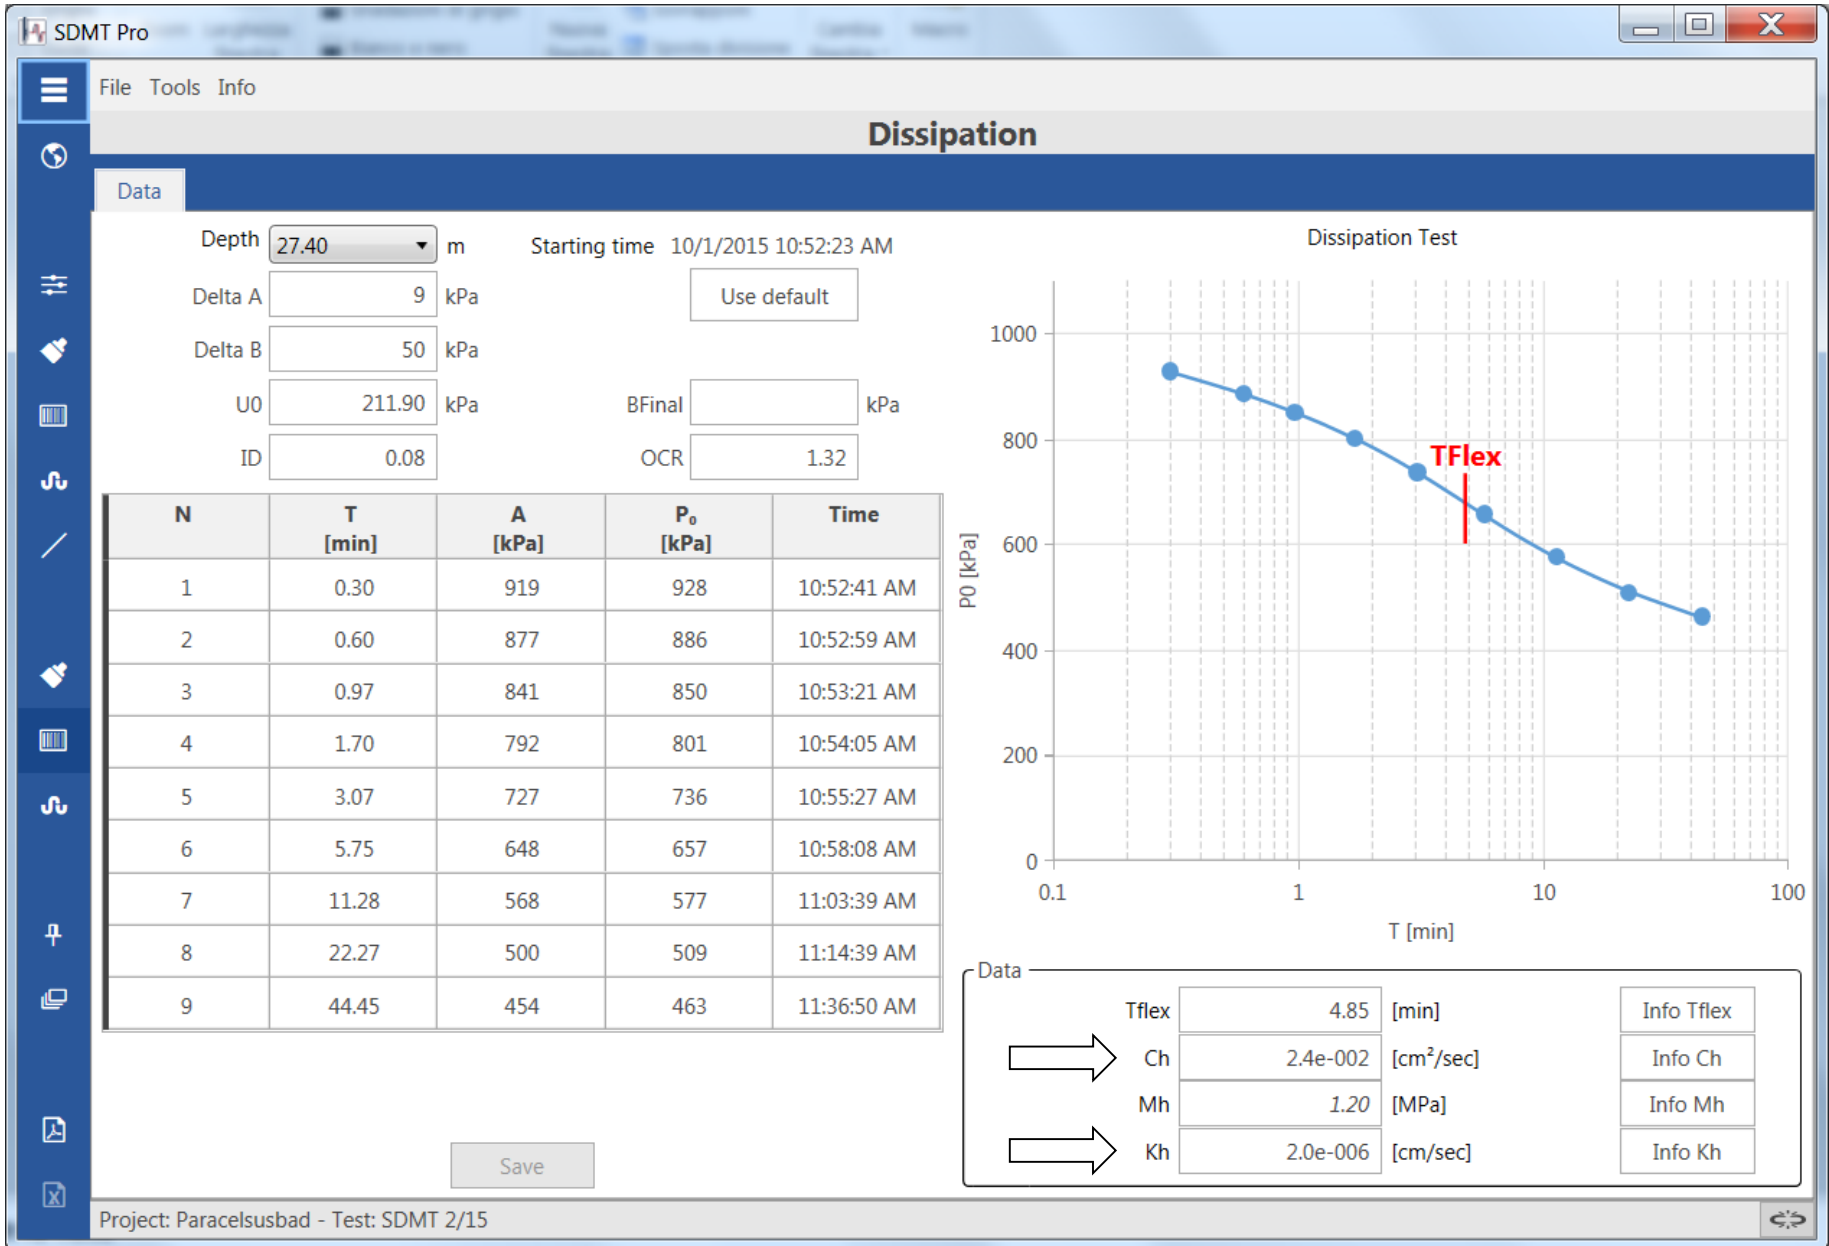 SDMT Pro
File Tools Info
Dissipation
Data
Depth 27.40 m Starting time 10/1/2015 10:52:23 AM
Delta A 9 kPa Use default
Delta B 50 kPa
U0 211.90 kPa BFinal kPa
ID 0.08 OCR 1.32
N T A P₀ Time
[min] [kPa] [kPa]
1 0.30 919 928 10:52:41 AM
2 0.60 877 886 10:52:59 AM
3 0.97 841 850 10:53:21 AM
4 1.70 792 801 10:54:05 AM
5 3.07 727 736 10:55:27 AM
6 5.75 648 657 10:58:08 AM
7 11.28 568 577 11:03:39 AM
8 22.27 500 509 11:14:39 AM
9 44.45 454 463 11:36:50 AM
Save
Dissipation Test
1000
800
600
400
200
0
P0 [kPa]
TFlex
0.1 1 10 100
T [min]
Data
Tflex 4.85 [min] Info Tflex
Ch 2.4e-002 [cm²/sec] Info Ch
Mh 1.20 [MPa] Info Mh
Kh 2.0e-006 [cm/sec] Info Kh
Project: Paracelsusbad - Test: SDMT 2/15